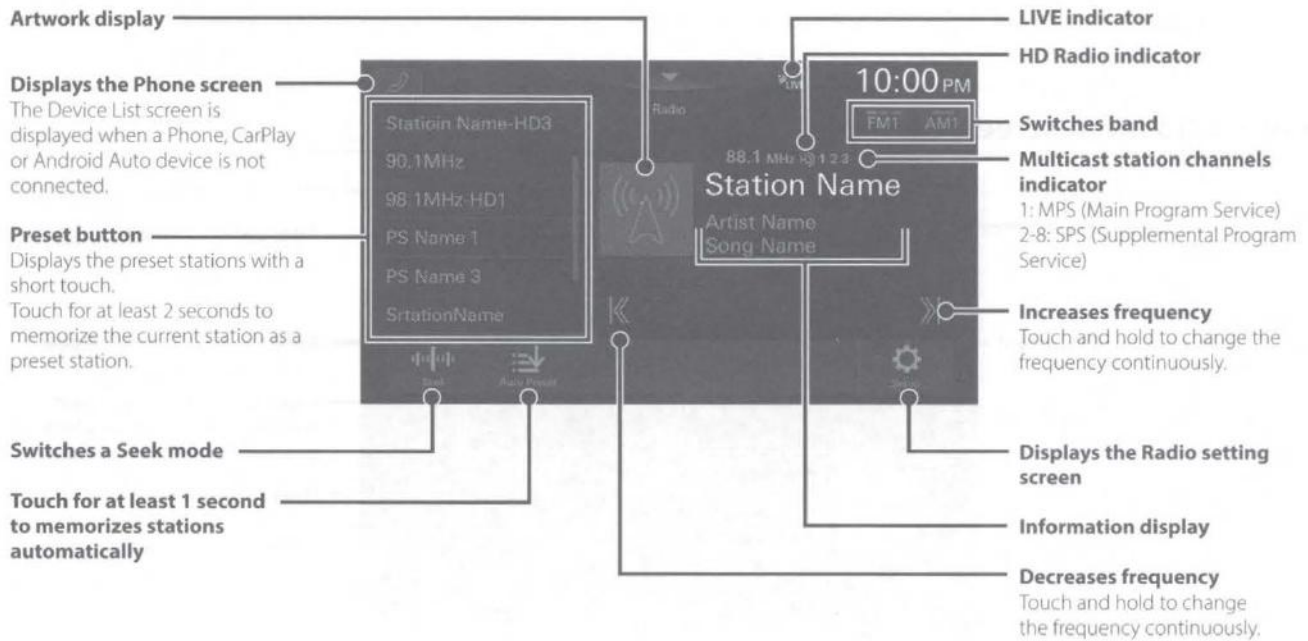 Artwork display
Displays the Phone screen
The Device List screen is
displayed when a Phone, CarPlay
or Android Auto device is not
connected.
Preset button
Displays the preset stations with a
short touch.
Touch for at least 2 seconds to
memorize the current station as a
preset station.
Switches a Seek mode
Touch for at least 1 second
to memorizes stations
automatically
Radio
LIVE
10:00 PM
FM1 AM1
Statioin Name-HD3
90.1MHz
98.1MHz-HD1
PS Name 1
PS Name 3
SrtationName
88.1 MHz 1 2 3
Station Name
Artist Name
Song Name
Auto Preset
LIVE indicator
HD Radio indicator
Switches band
Multicast station channels
indicator
1: MPS (Main Program Service)
2-8: SPS (Supplemental Program
Service)
Increases frequency
Touch and hold to change the
frequency continuously.
Displays the Radio setting
screen
Information display
Decreases frequency
Touch and hold to change
the frequency continuously.